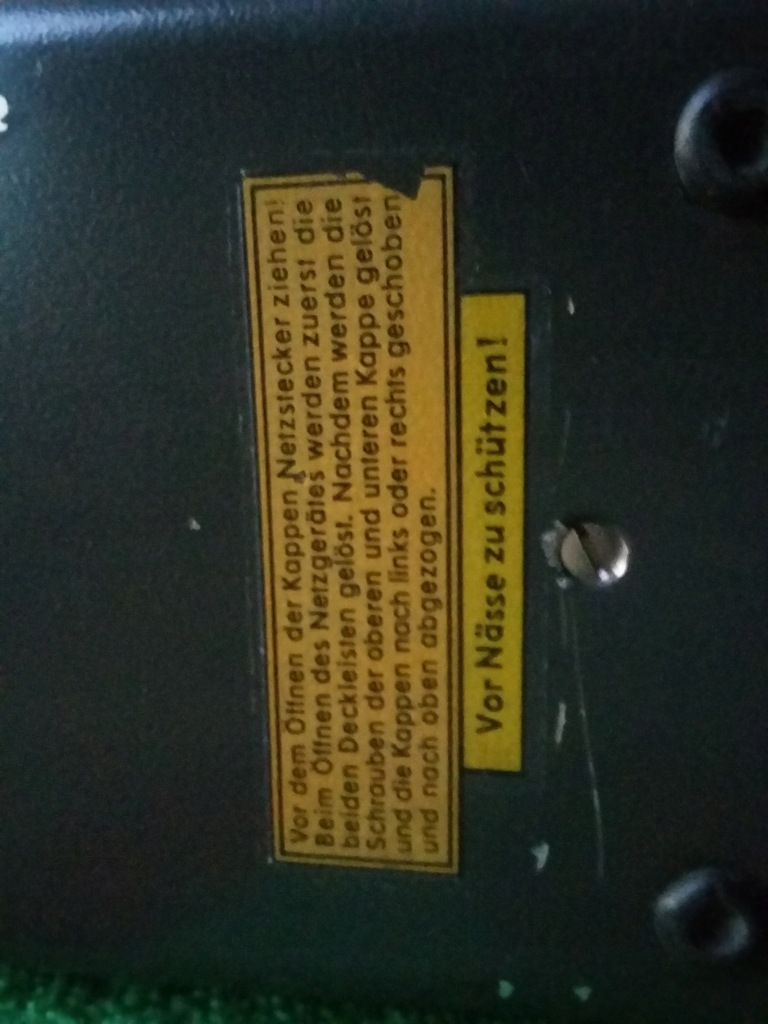 Vor dem Öffnen der Kappen Netzstecker ziehen!
Beim Öffnen des Netzgerätes werden zuerst die
beiden Deckleisten gelöst. Nachdem werden die
Schrauben der oberen und unteren Kappe gelöst
und die Kappen nach links oder rechts geschoben
und nach oben abgezogen.
Vor Nässe zu schützen!